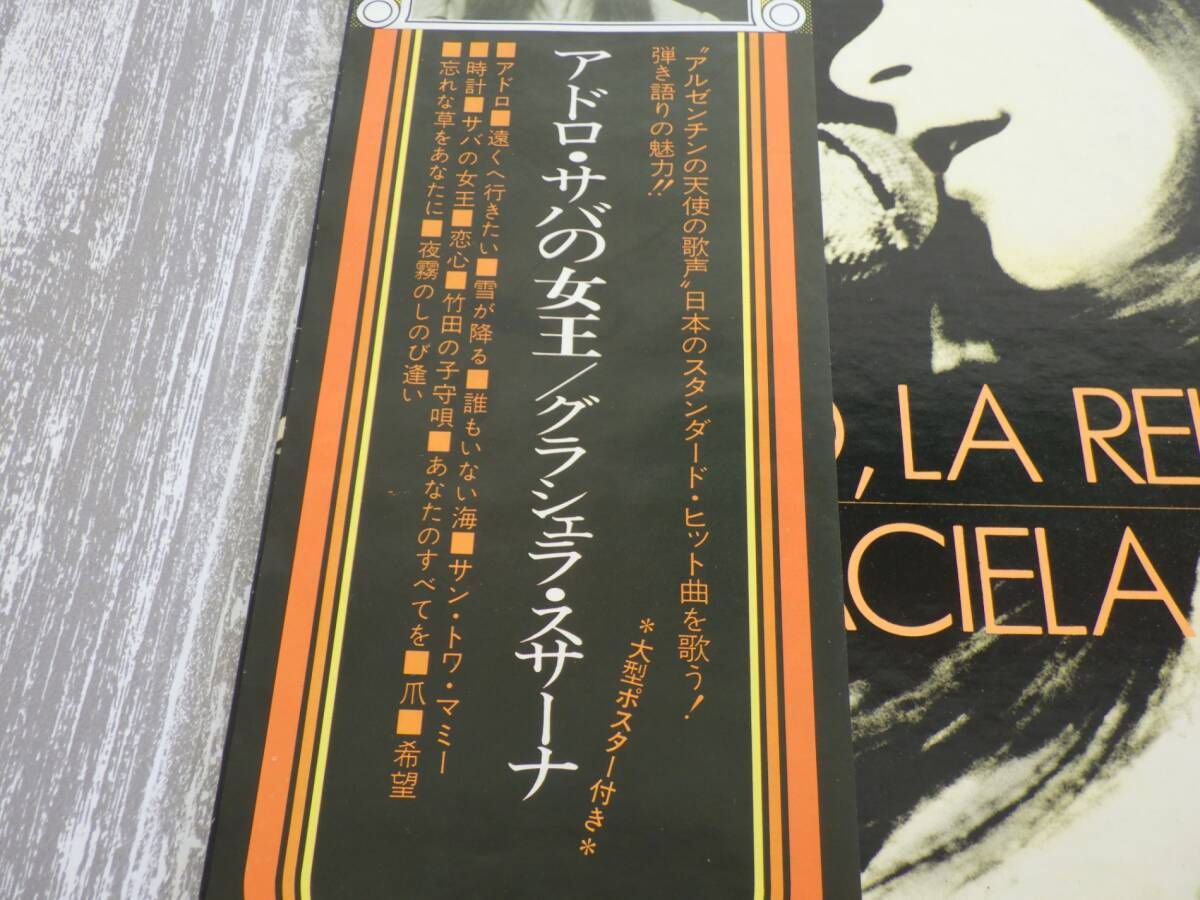 〝アルゼンチンの天使の歌声〟日本のスタンダード・ヒット曲を歌う!
弾き語りの魅力!!
*大型ポスター付き*
アドロ・サバの女王/グラシェラ・スサーナ
■アドロ■遠くへ行きたい■雪が降る■誰もいない海■サン・トワ・マミー
■時計■サバの女王■恋心■竹田の子守唄■あなたのすべてを■爪■希望
■忘れな草をあなたに■夜霧のしのび逢い
O, LA REI
ACIELA